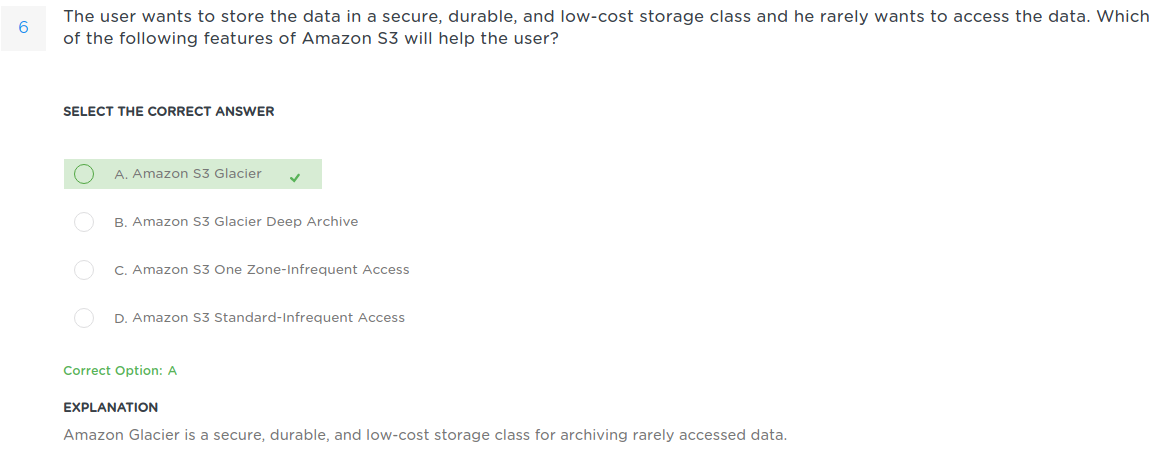 6
The user wants to store the data in a secure, durable, and low-cost storage class and he rarely wants to access the data. Which
of the following features of Amazon S3 will help the user?
SELECT THE CORRECT ANSWER
A. Amazon S3 Glacier
B. Amazon S3 Glacier Deep Archive
C. Amazon S3 One Zone-Infrequent Access
D. Amazon S3 Standard-Infrequent Access
Correct Option: A
EXPLANATION
Amazon Glacier is a secure, durable, and low-cost storage class for archiving rarely accessed data.